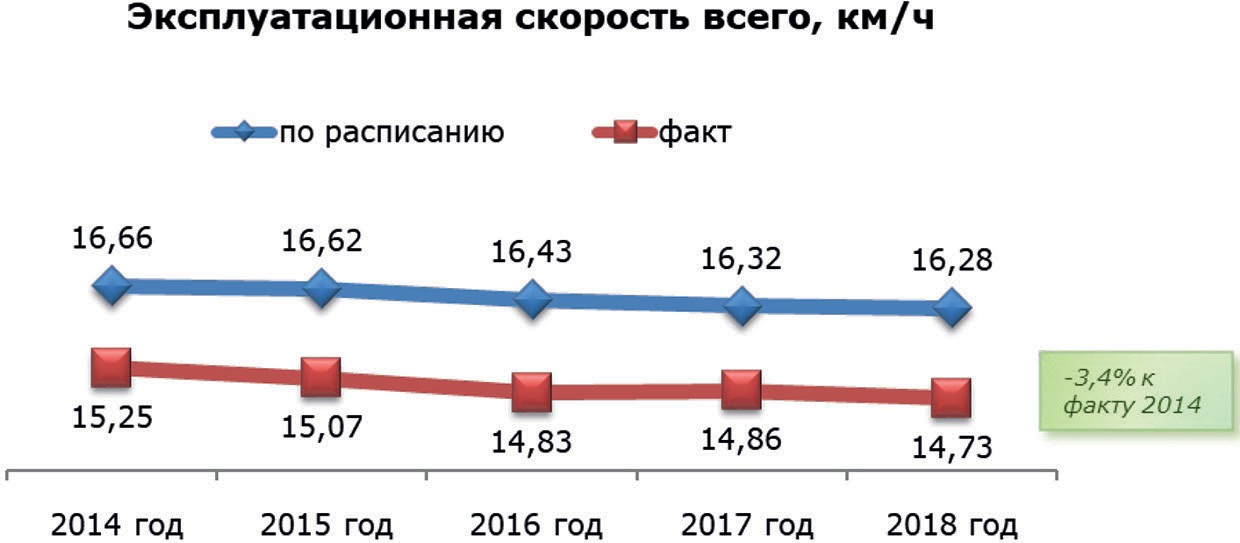 Эксплуатационная скорость всего, км/ч
по расписанию факт
16,66 16,62 16,43 16,32 16,28
15,25 15,07 14,83 14,86 14,73
-3,4% к
факту 2014
2014 год 2015 год 2016 год 2017 год 2018 год